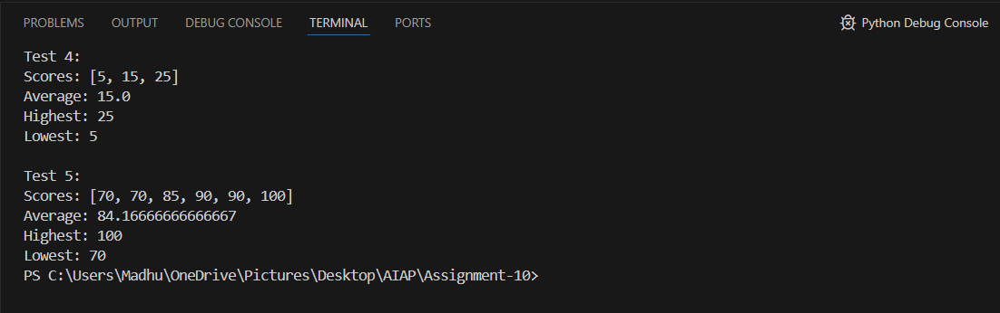 PROBLEMS OUTPUT DEBUG CONSOLE TERMINAL PORTS Python Debug Console
Test 4:
Scores: [5, 15, 25]
Average: 15.0
Highest: 25
Lowest: 5
Test 5:
Scores: [70, 70, 85, 90, 90, 100]
Average: 84.16666666666667
Highest: 100
Lowest: 70
PS C:\Users\Madhu\OneDrive\Pictures\Desktop\AIAP\Assignment-10>